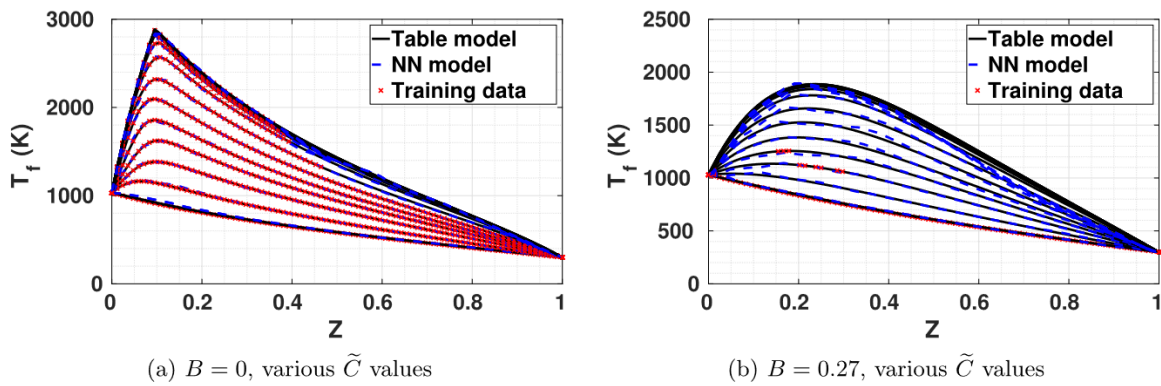 3000
2000
1000
0
T_f (K)
Table model
NN model
Training data
0
0.2
0.4
0.6
0.8
1
Z
(a) B = 0, various C̃ values
2500
2000
1500
1000
500
0
T_f (K)
Table model
NN model
Training data
0
0.2
0.4
0.6
0.8
1
Z
(b) B = 0.27, various C̃ values